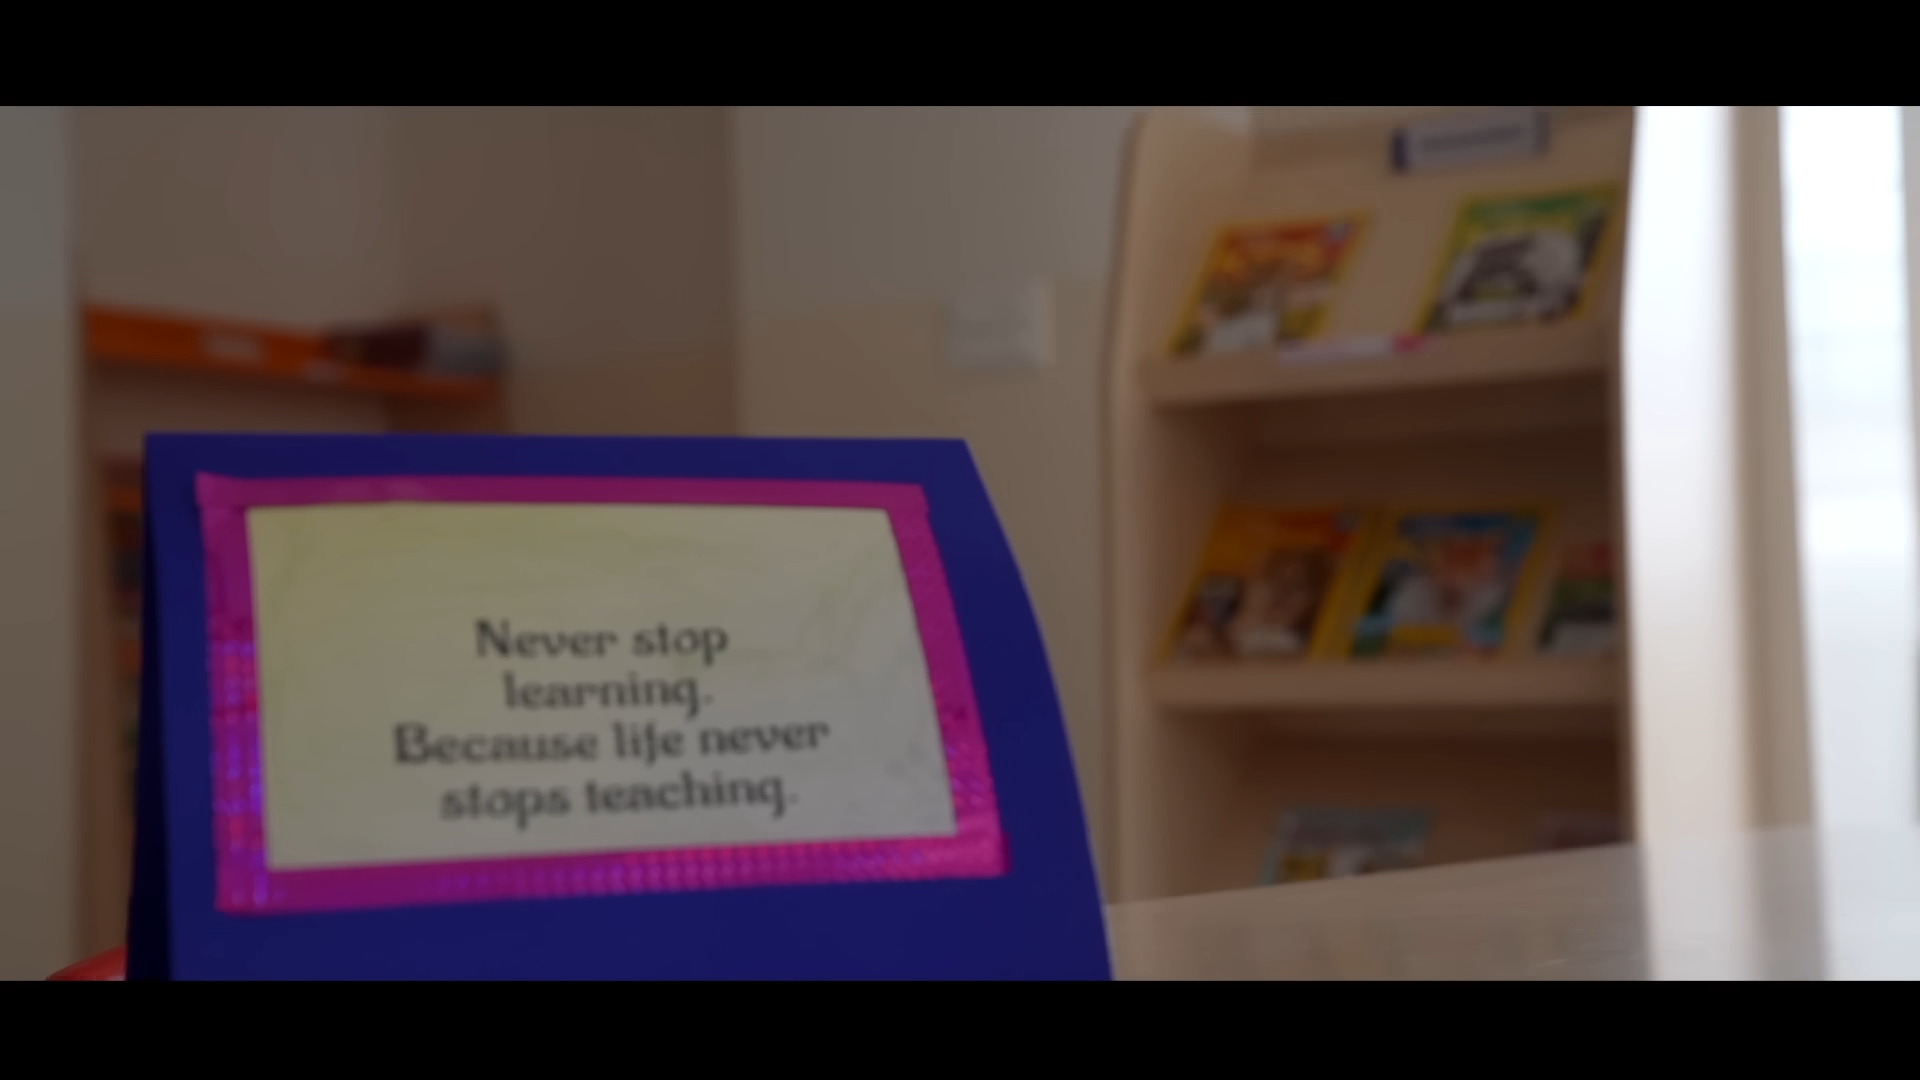 Never stop
learning.
Because life never
stops teaching.